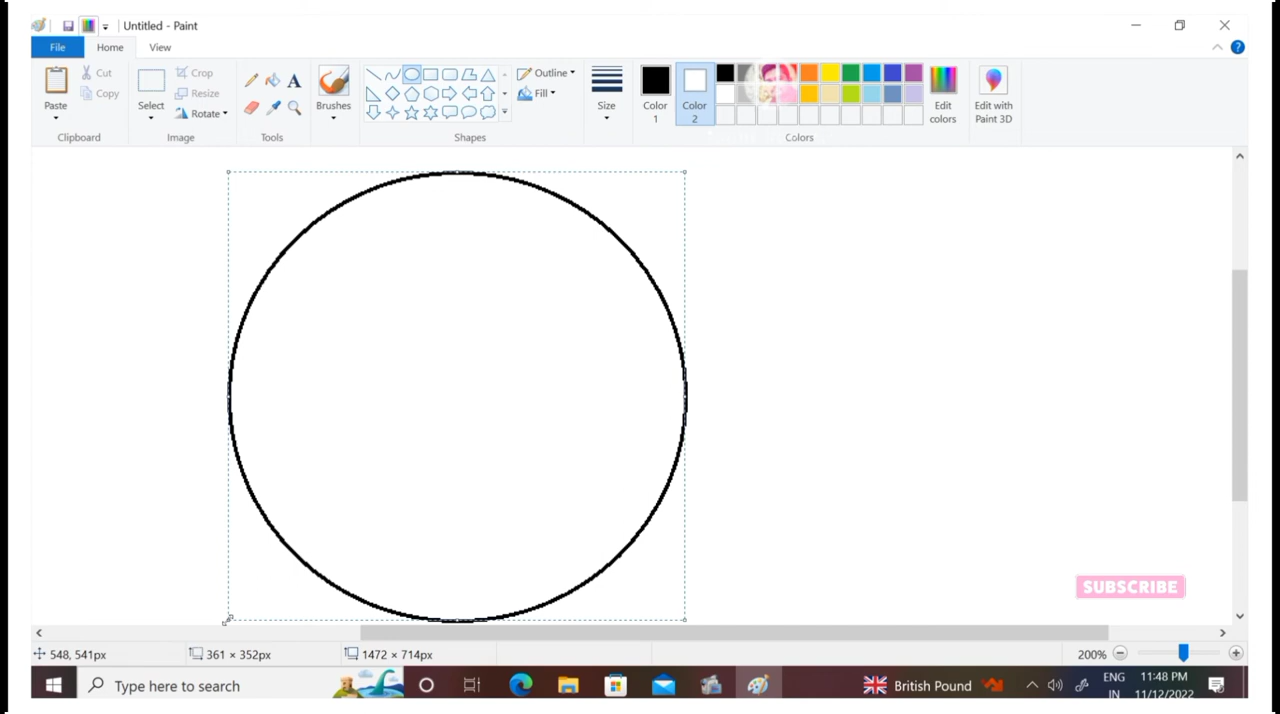 Untitled - Paint
File Home View
Paste
Cut
Copy
Clipboard
Select
Crop
Resize
Rotate
Image
A
Tools
Brushes
Shapes
Outline
Fill
Size
Color 1
Color 2
Colors
Edit colors
Edit with Paint 3D
SUBSCRIBE
548, 541px 361 × 352px 1472 × 714px 200%
Type here to search
British Pound
ENG
IN
11:48 PM
11/12/2022